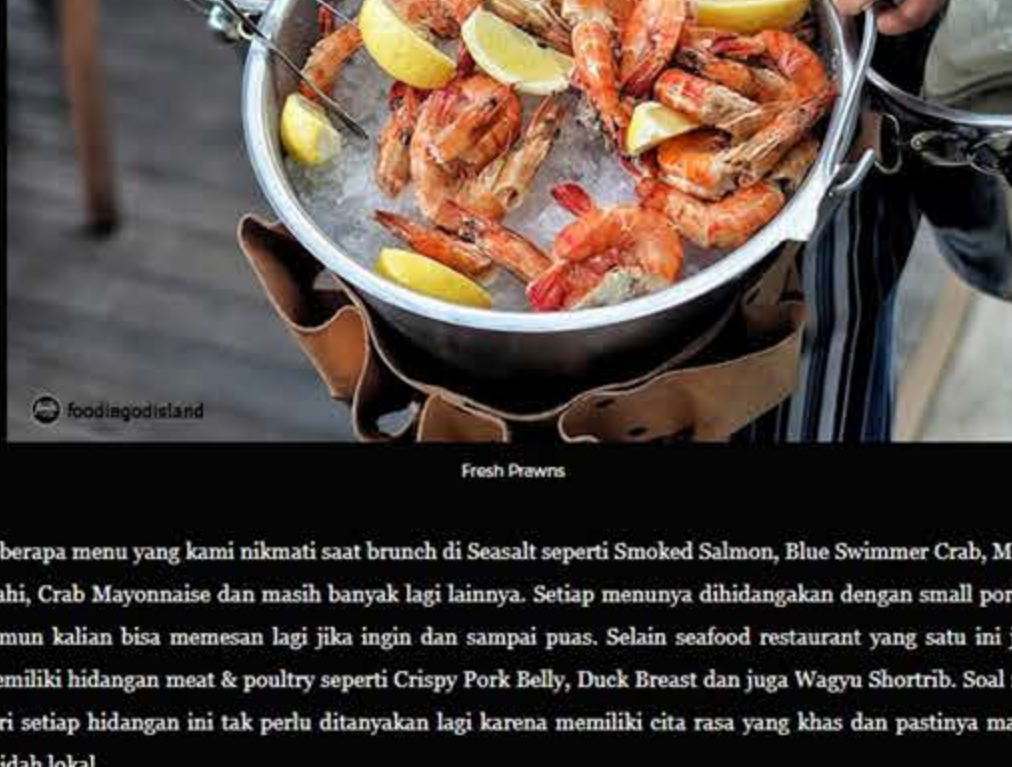 foodiegodisland
Fresh Prawns
berapa menu yang kami nikmati saat brunch di Seasalt seperti Smoked Salmon, Blue Swimmer Crab, M
ahi, Crab Mayonnaise dan masih banyak lagi lainnya. Setiap menunya dihidangakan dengan small por
mun kalian bisa memesan lagi jika ingin dan sampai puas. Selain seafood restaurant yang satu ini j
emiliki hidangan meat & poultry seperti Crispy Pork Belly, Duck Breast dan juga Wagyu Shortrib. Soal
ri setiap hidangan ini tak perlu ditanyakan lagi karena memiliki cita rasa yang khas dan pastinya ma
idah lokal.